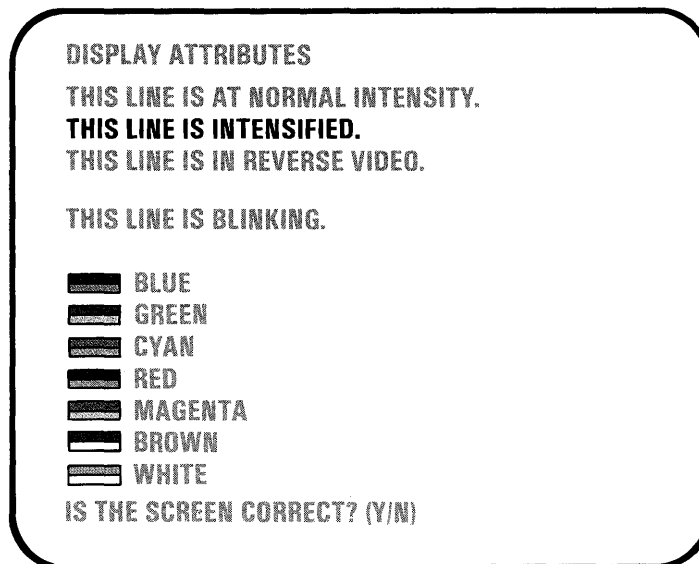 DISPLAY ATTRIBUTES
THIS LINE IS AT NORMAL INTENSITY.
THIS LINE IS INTENSIFIED.
THIS LINE IS IN REVERSE VIDEO.
THIS LINE IS BLINKING.
BLUE
GREEN
CYAN
RED
MAGENTA
BROWN
WHITE
IS THE SCREEN CORRECT? (Y/N)